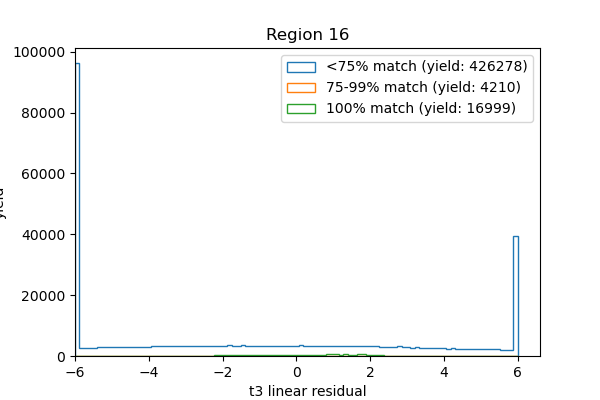 Region 16
<75% match (yield: 426278)
75-99% match (yield: 4210)
100% match (yield: 16999)
100000
80000
60000
40000
20000
0
−6 −4 −2 0 2 4 6
t3 linear residual